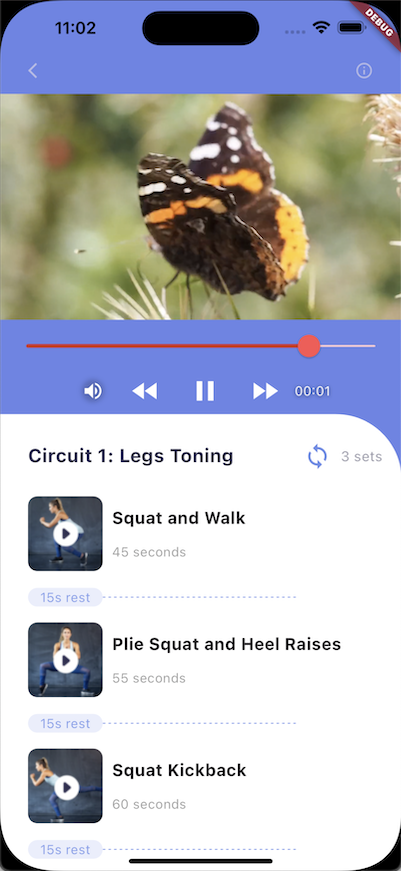 11:02
DEBUG
00:01
Circuit 1: Legs Toning
3 sets
Squat and Walk
45 seconds
15s rest
Plie Squat and Heel Raises
55 seconds
15s rest
Squat Kickback
60 seconds
15s rest